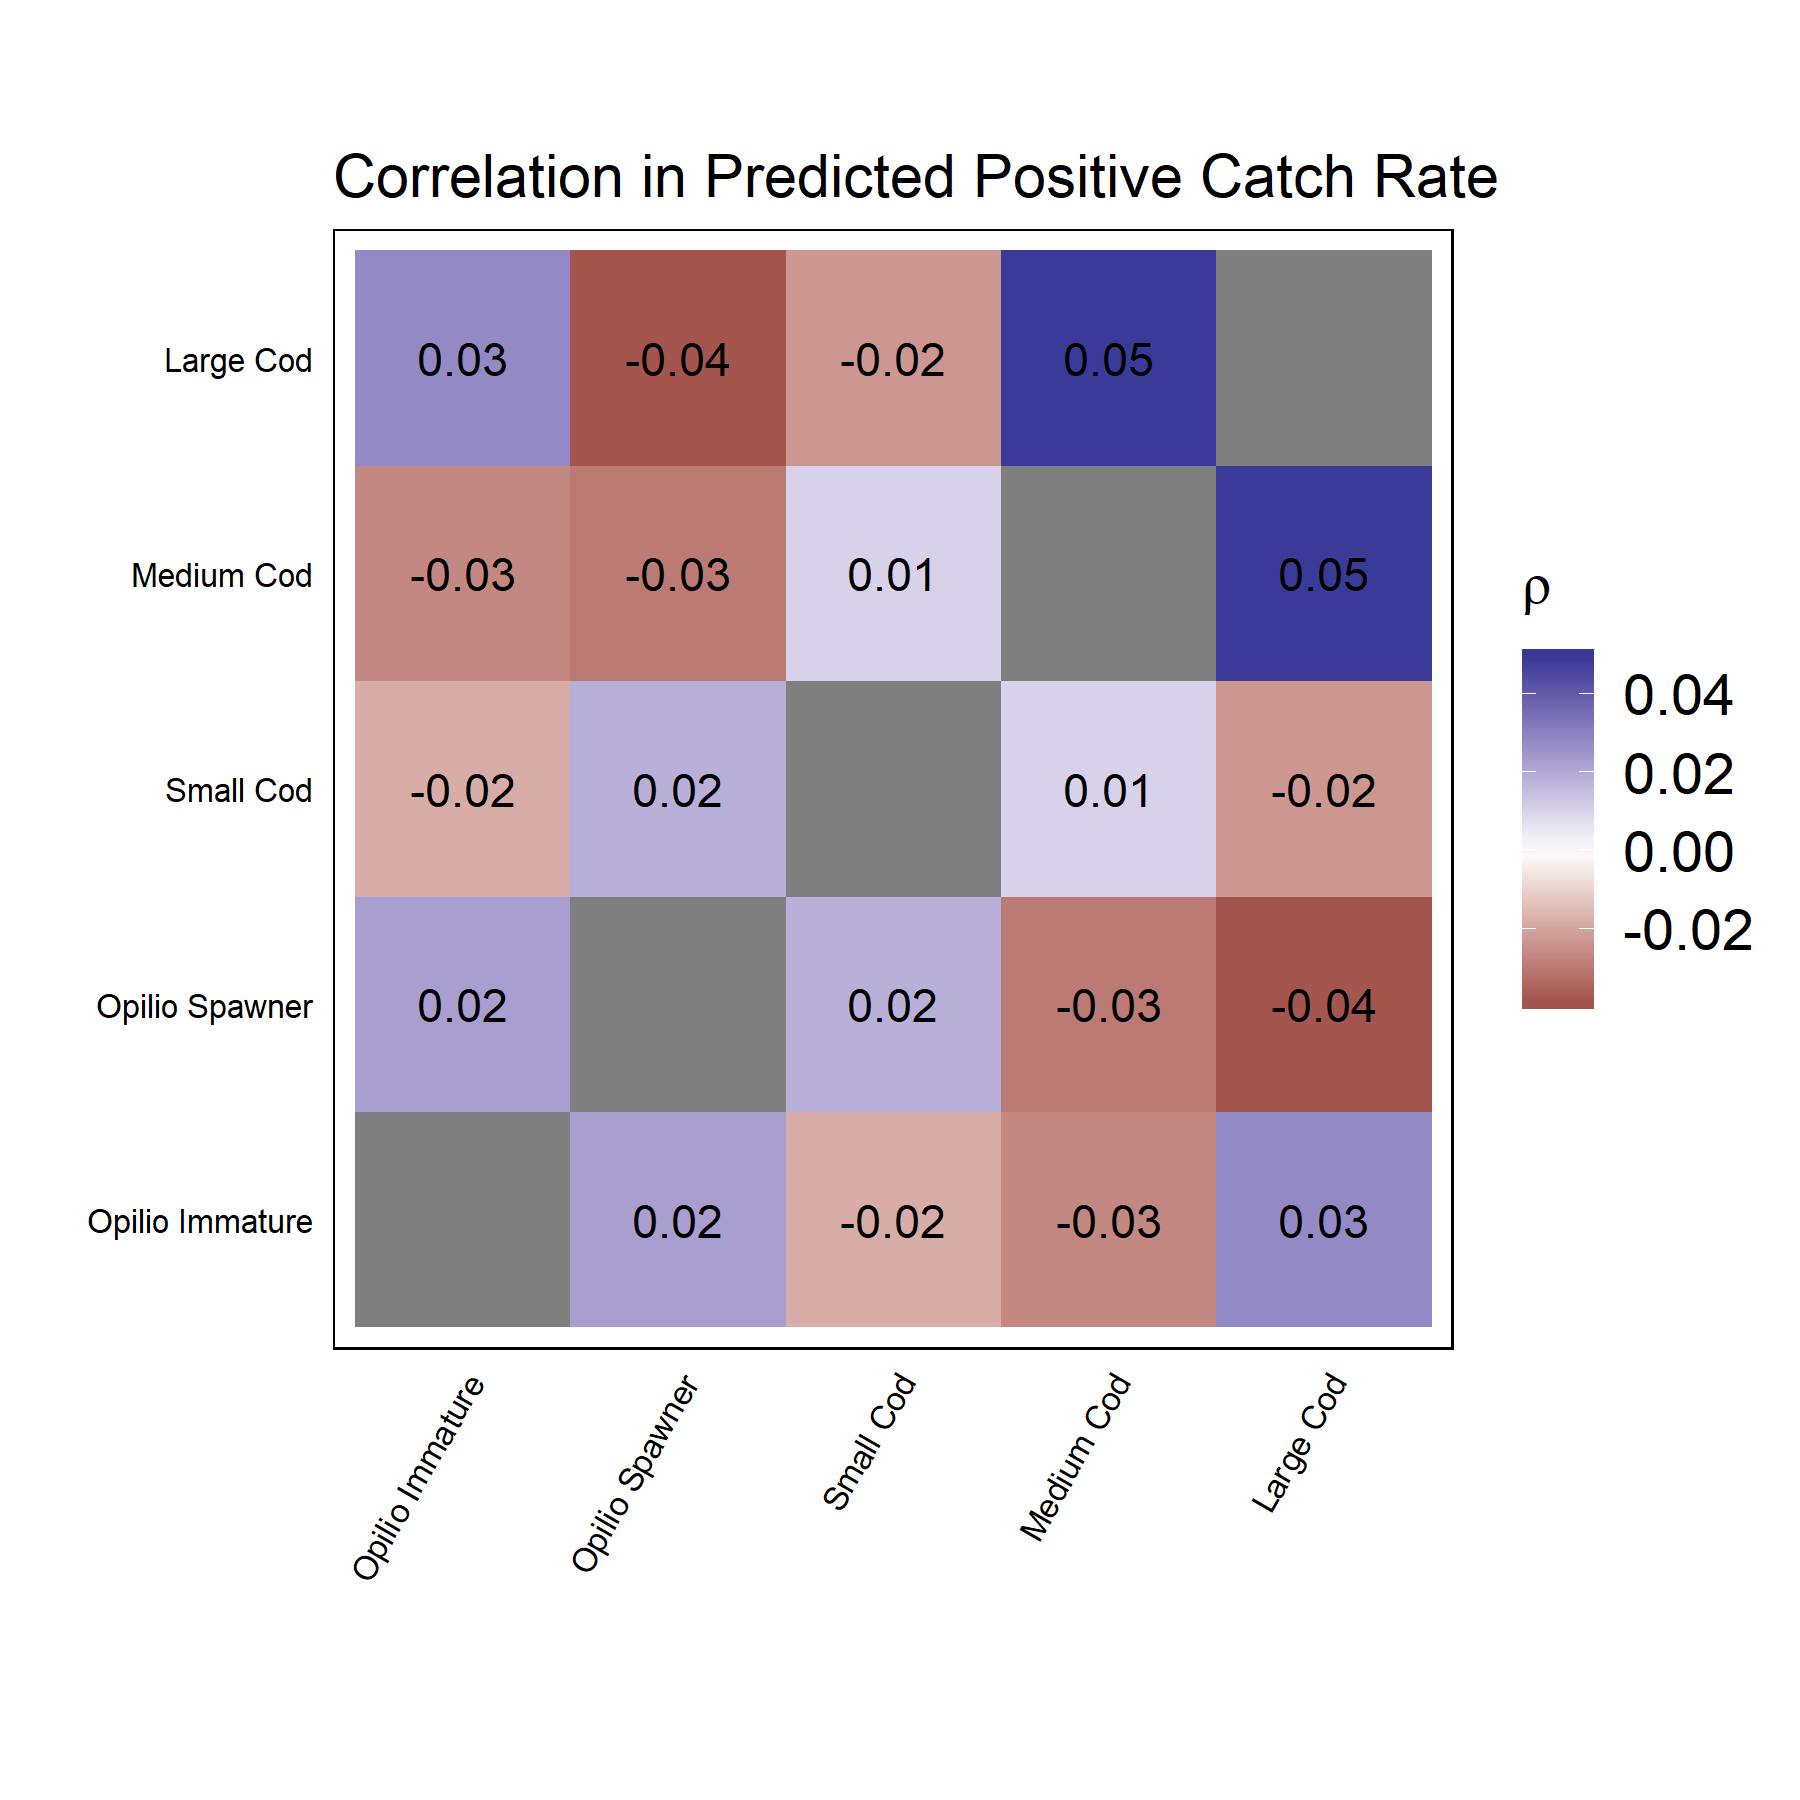 Correlation in Predicted Positive Catch Rate
Large Cod 0.03 -0.04 -0.02 0.05
Medium Cod -0.03 -0.03 0.01 0.05
Small Cod -0.02 0.02 0.01 -0.02
Opilio Spawner 0.02 0.02 -0.03 -0.04
Opilio Immature 0.02 -0.02 -0.03 0.03
Opilio Immature
Opilio Spawner
Small Cod
Medium Cod
Large Cod
ρ
0.04
0.02
0.00
-0.02